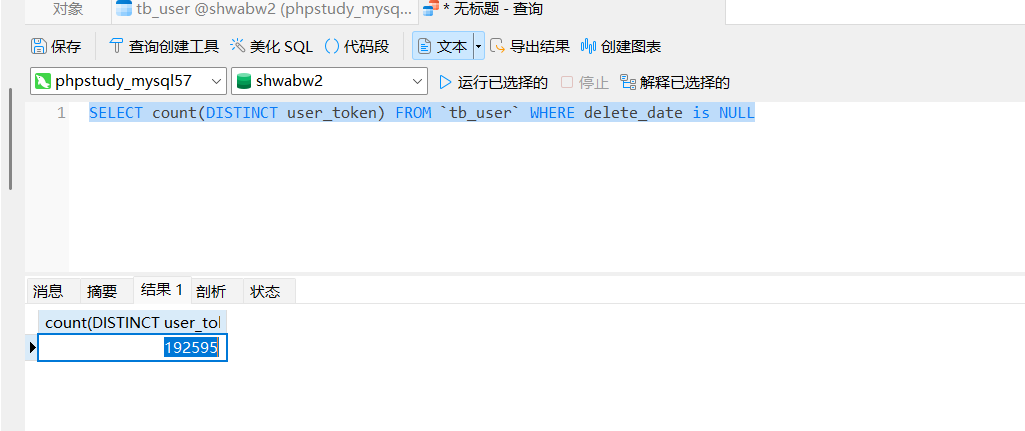 对象 tb_user @shwabw2 (phpstudy_mysq... * 无标题 - 查询
保存 查询创建工具 美化 SQL () 代码段 文本 导出结果 创建图表
phpstudy_mysql57 shwabw2 运行已选择的 停止 解释已选择的
1 SELECT count(DISTINCT user_token) FROM `tb_user` WHERE delete_date is NULL
消息 摘要 结果 1 剖析 状态
count(DISTINCT user_tol
192595